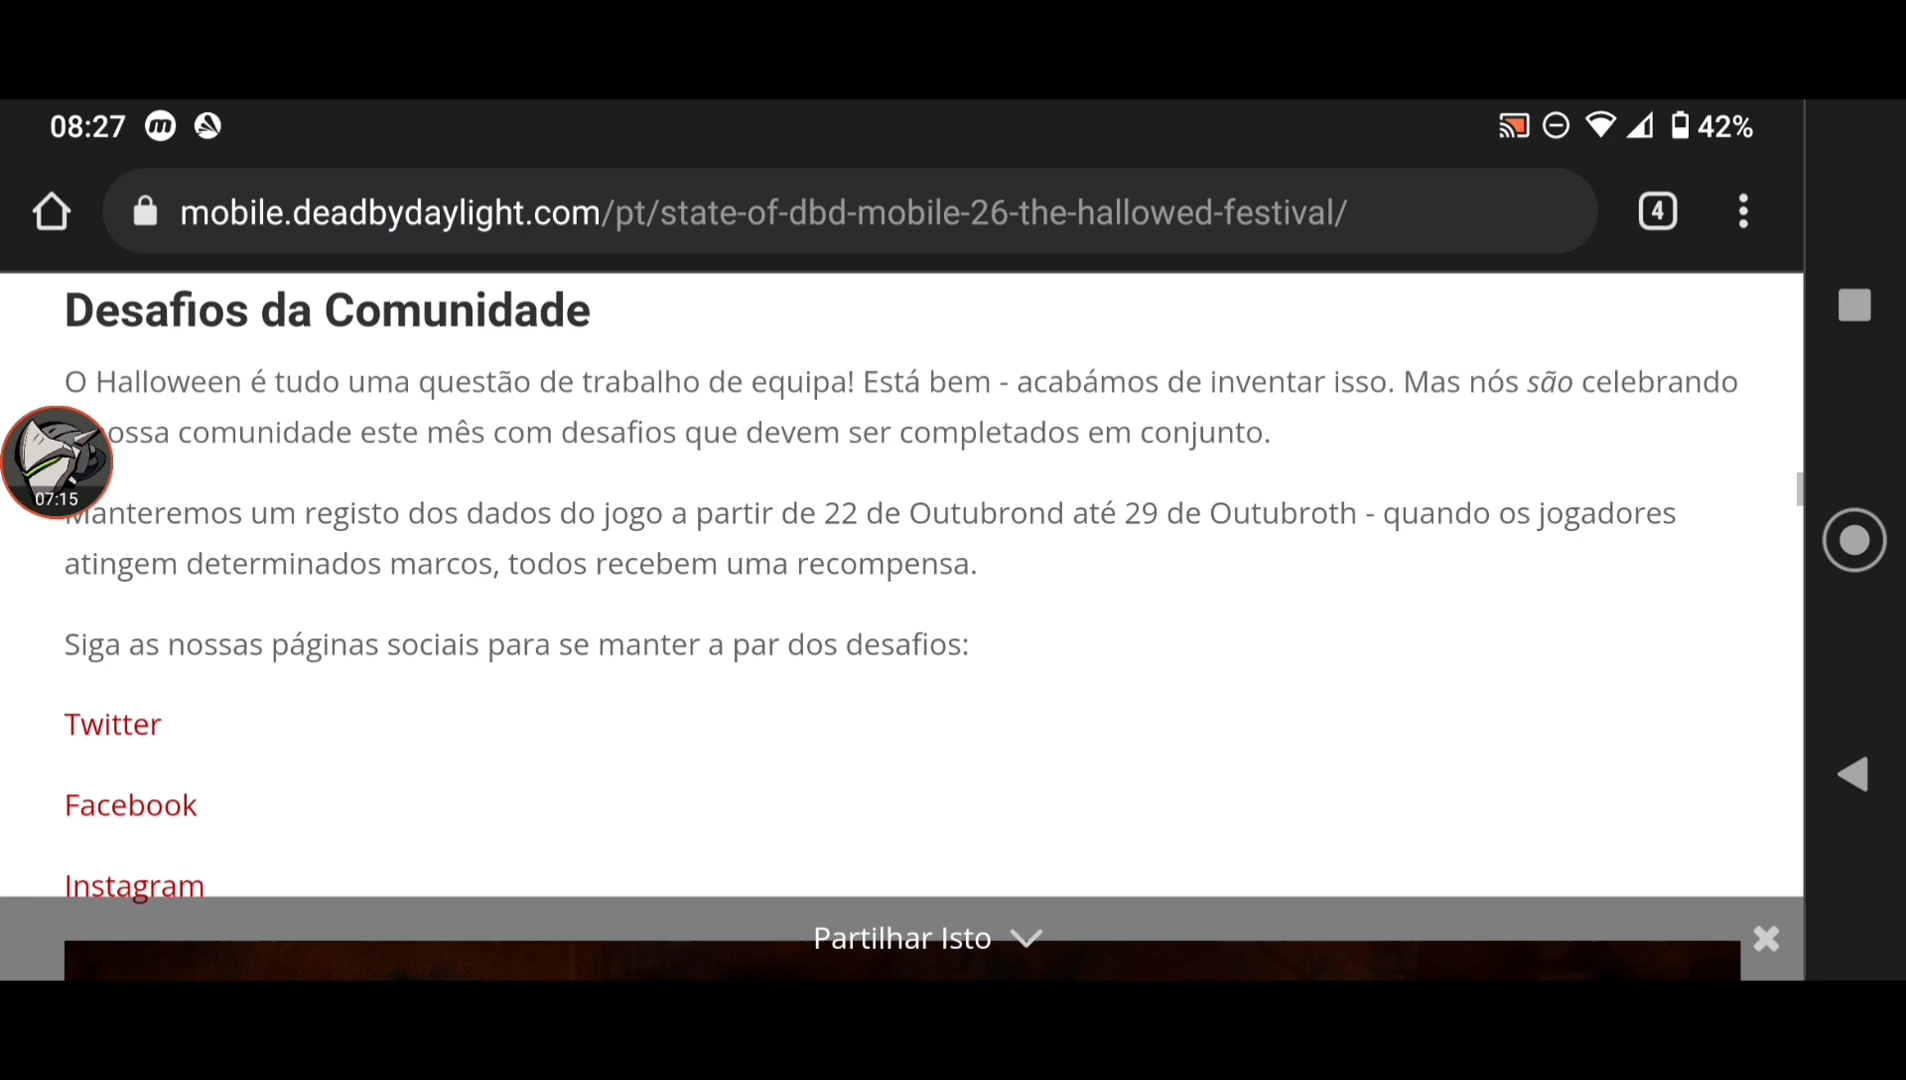 08:27
42%
mobile.deadbydaylight.com/pt/state-of-dbd-mobile-26-the-hallowed-festival/
4
Desafios da Comunidade
O Halloween é tudo uma questão de trabalho de equipa! Está bem - acabámos de inventar isso. Mas nós são celebrando
ossa comunidade este mês com desafios que devem ser completados em conjunto.
07:15
Manteremos um registo dos dados do jogo a partir de 22 de Outubrond até 29 de Outubroth - quando os jogadores
atingem determinados marcos, todos recebem uma recompensa.
Siga as nossas páginas sociais para se manter a par dos desafios:
Twitter
Facebook
Instagram
Partilhar Isto